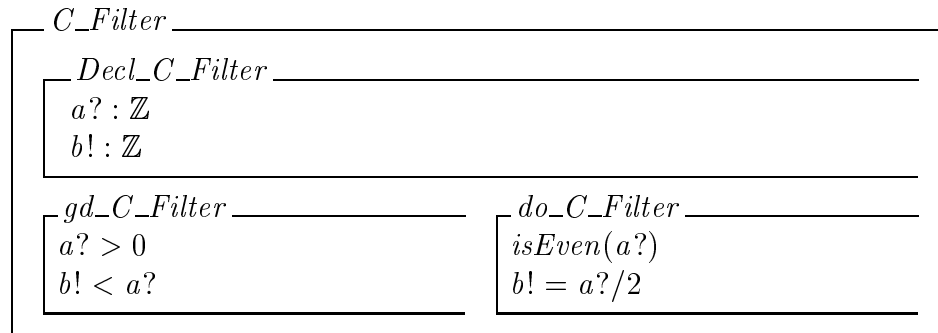 C_Filter
Decl_C_Filter
a? : ℤ
b! : ℤ
gd_C_Filter
a? > 0
b! < a?
do_C_Filter
isEven(a?)
b! = a?/2